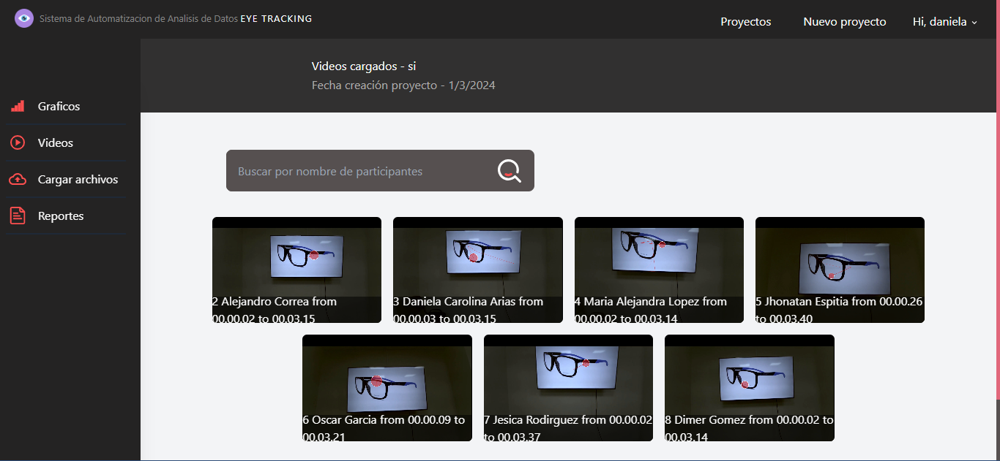 Sistema de Automatizacion de Analisis de Datos EYE TRACKING
Proyectos
Nuevo proyecto
Hi, daniela
Videos cargados - si
Fecha creación proyecto - 1/3/2024
Graficos
Videos
Cargar archivos
Reportes
Buscar por nombre de participantes
2 Alejandro Correa from
00.00.02 to 00.03.15
3 Daniela Carolina Arias from
00.00.03 to 00.03.15
4 Maria Alejandra Lopez from
00.00.02 to 00.03.14
5 Jhonatan Espitia from 00.00.26
to 00.03.40
6 Oscar Garcia from 00.00.09 to
00.03.21
7 Jesica Rodirguez from 00.00.02
to 00.03.37
8 Dimer Gomez from 00.00.02 to
00.03.14